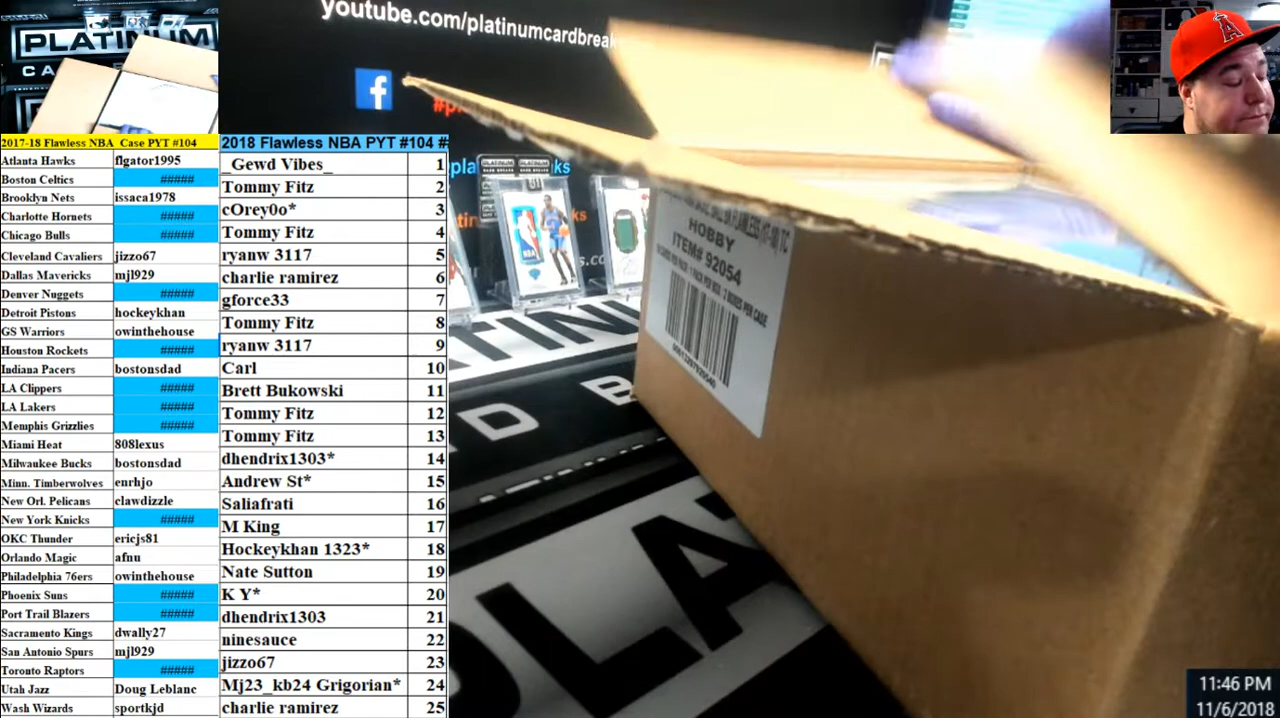 youtube.com/platinumcardbreak
PLATINUM
2017-18 Flawless NBA Case PYT #104
Atlanta Hawks flgator1995
Boston Celtics #####
Brooklyn Nets issaca1978
Charlotte Hornets #####
Chicago Bulls #####
Cleveland Cavaliers jizzo67
Dallas Mavericks mjl929
Denver Nuggets #####
Detroit Pistons hockeykhan
GS Warriors owinthehouse
Houston Rockets #####
Indiana Pacers bostonsdad
LA Clippers #####
LA Lakers #####
Memphis Grizzlies #####
Miami Heat 808lexus
Milwaukee Bucks bostonsdad
Minn. Timberwolves enrhjo
New Orl. Pelicans clawdizzle
New York Knicks #####
OKC Thunder ericjs81
Orlando Magic afnu
Philadelphia 76ers owinthehouse
Phoenix Suns #####
Port Trail Blazers #####
Sacramento Kings dwally27
San Antonio Spurs mjl929
Toronto Raptors #####
Utah Jazz Doug Leblanc
Wash Wizards sportkjd
2018 Flawless NBA PYT #104 #
_Gewd Vibes_ 1
Tommy Fitz 2
cOrey0o* 3
Tommy Fitz 4
ryanw 3117 5
charlie ramirez 6
gforce33 7
Tommy Fitz 8
ryanw 3117 9
Carl 10
Brett Bukowski 11
Tommy Fitz 12
Tommy Fitz 13
dhendrix1303* 14
Andrew St* 15
Saliafrati 16
M King 17
Hockeykhan 1323* 18
Nate Sutton 19
K Y* 20
dhendrix1303 21
ninesauce 22
jizzo67 23
Mj23_kb24 Grigorian* 24
charlie ramirez 25
HOBBY
ITEM# 92054
11:46 PM
11/6/2018